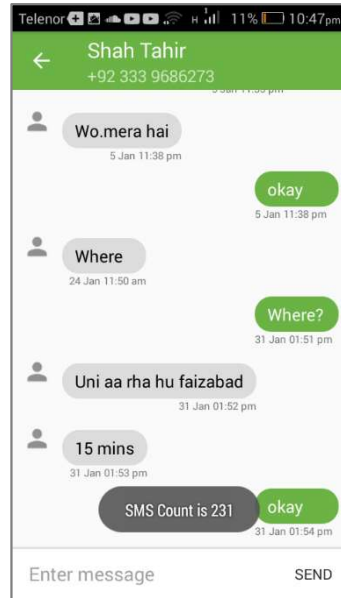 Telenor H 1 11% 10:47pm
Shah Tahir
+92 333 9686273
Wo.mera hai
5 Jan 11:38 pm
okay
5 Jan 11:38 pm
Where
24 Jan 11:50 am
Where?
31 Jan 01:51 pm
Uni aa rha hu faizabad
31 Jan 01:52 pm
15 mins
31 Jan 01:53 pm
SMS Count is 231
okay
31 Jan 01:54 pm
Enter message SEND